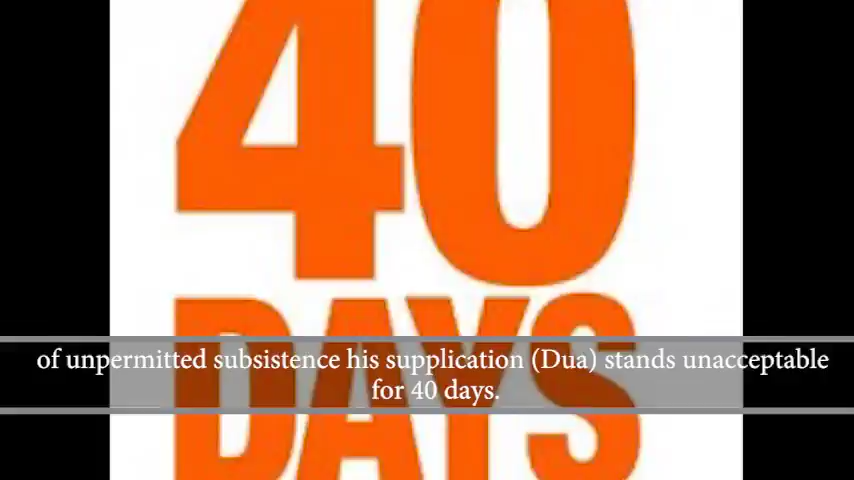 40
DAYS
of unpermitted subsistence his supplication (Dua) stands unacceptable
for 40 days.